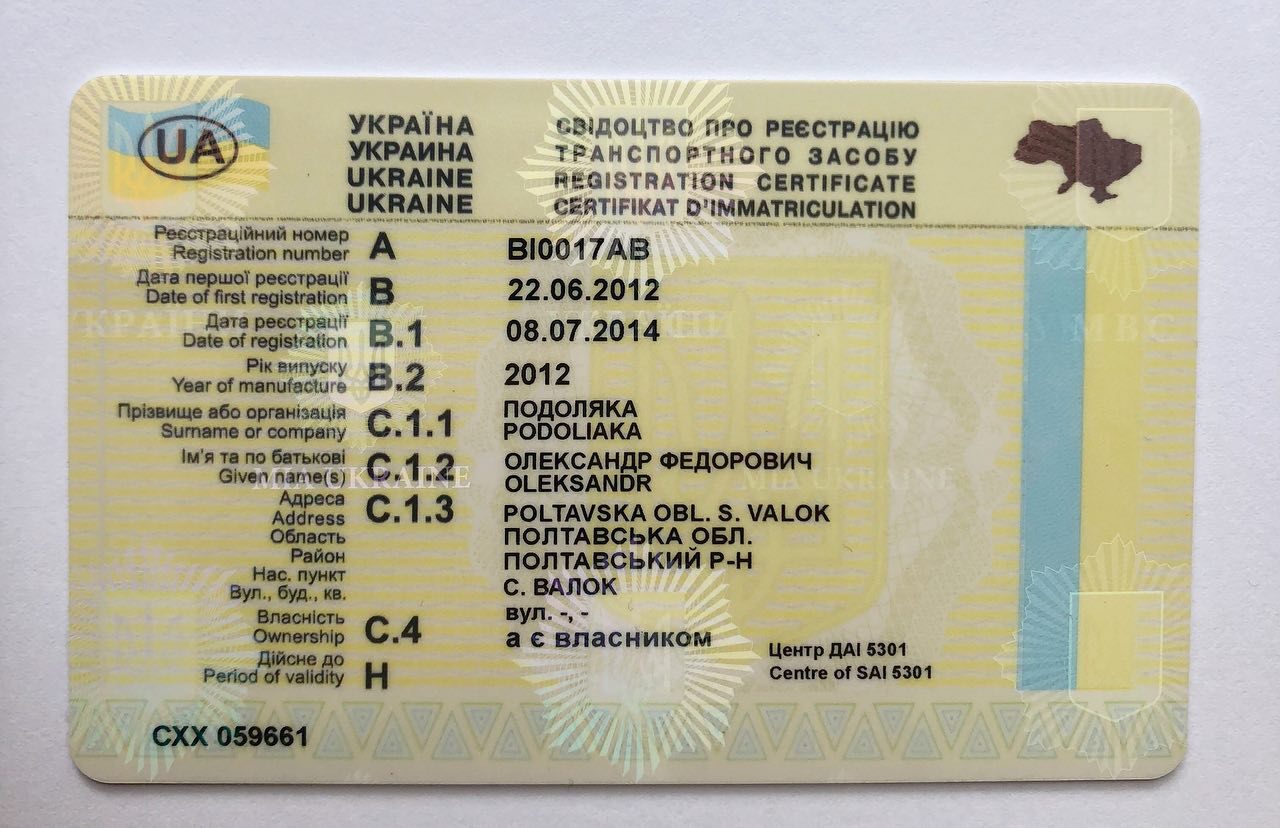 UA
УКРАЇНА
УКРАИНА
UKRAINE
UKRAINE
СВІДОЦТВО ПРО РЕЄСТРАЦІЮ
ТРАНСПОРТНОГО ЗАСОБУ
REGISTRATION CERTIFICATE
CERTIFIKAT D'IMMATRICULATION
Реєстраційний номер
Registration number A BI0017AB
Дата першої реєстрації
Date of first registration B 22.06.2012
Дата реєстрації
Date of registration B.1 08.07.2014
Рік випуску
Year of manufacture B.2 2012
Прізвище або організація
Surname or company C.1.1 ПОДОЛЯКА
PODOLIAKA
Ім'я та по батькові
Given name(s) C.1.2 ОЛЕКСАНДР ФЕДОРОВИЧ
OLEKSANDR
MIA UKRAINE MIA UKRAINE
Адреса
Address C.1.3 POLTAVSKA OBL. S. VALOK
Область ПОЛТАВСЬКА ОБЛ.
Район ПОЛТАВСЬКИЙ Р-Н
Нас. пункт С. ВАЛОК
Вул., буд., кв. вул. -, -
Власність
Ownership C.4 а є власником
Дійсне до
Period of validity H
Центр ДАІ 5301
Centre of SAI 5301
CXX 059661